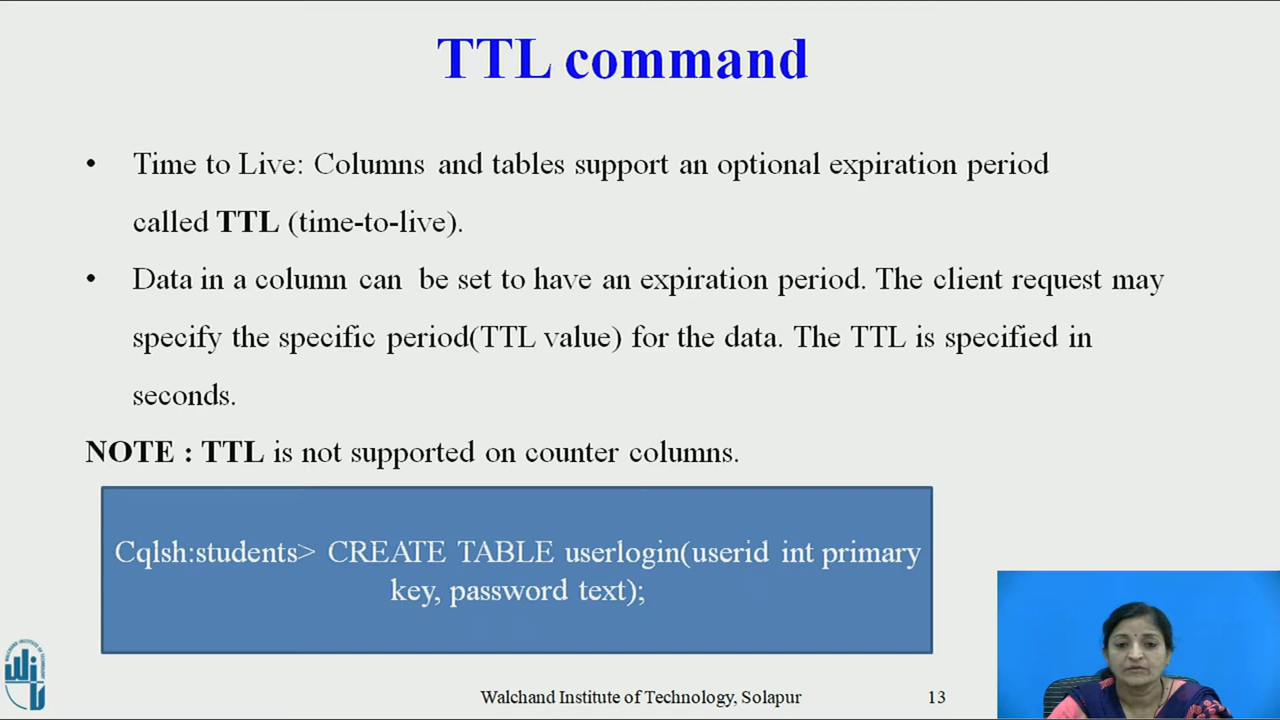 TTL command
• Time to Live: Columns and tables support an optional expiration period
called TTL (time-to-live).
• Data in a column can be set to have an expiration period. The client request may
specify the specific period(TTL value) for the data. The TTL is specified in
seconds.
NOTE : TTL is not supported on counter columns.
Cqlsh:students> CREATE TABLE userlogin(userid int primary
key, password text);
Walchand Institute of Technology, Solapur 13